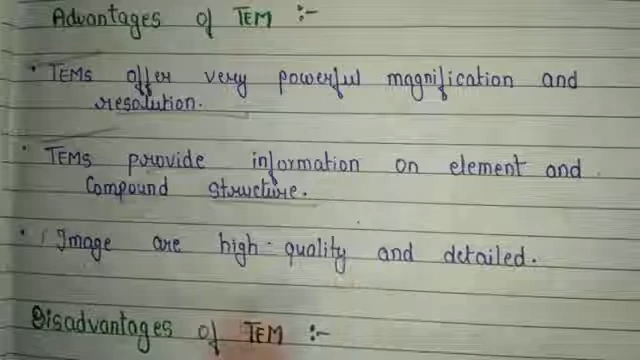 Advantages of TEM :-
• TEMs offer very powerful magnification and
resolution.
• TEMs provide information on element and
Compound structure.
• Image are high-quality and detailed.
Disadvantages of TEM :-